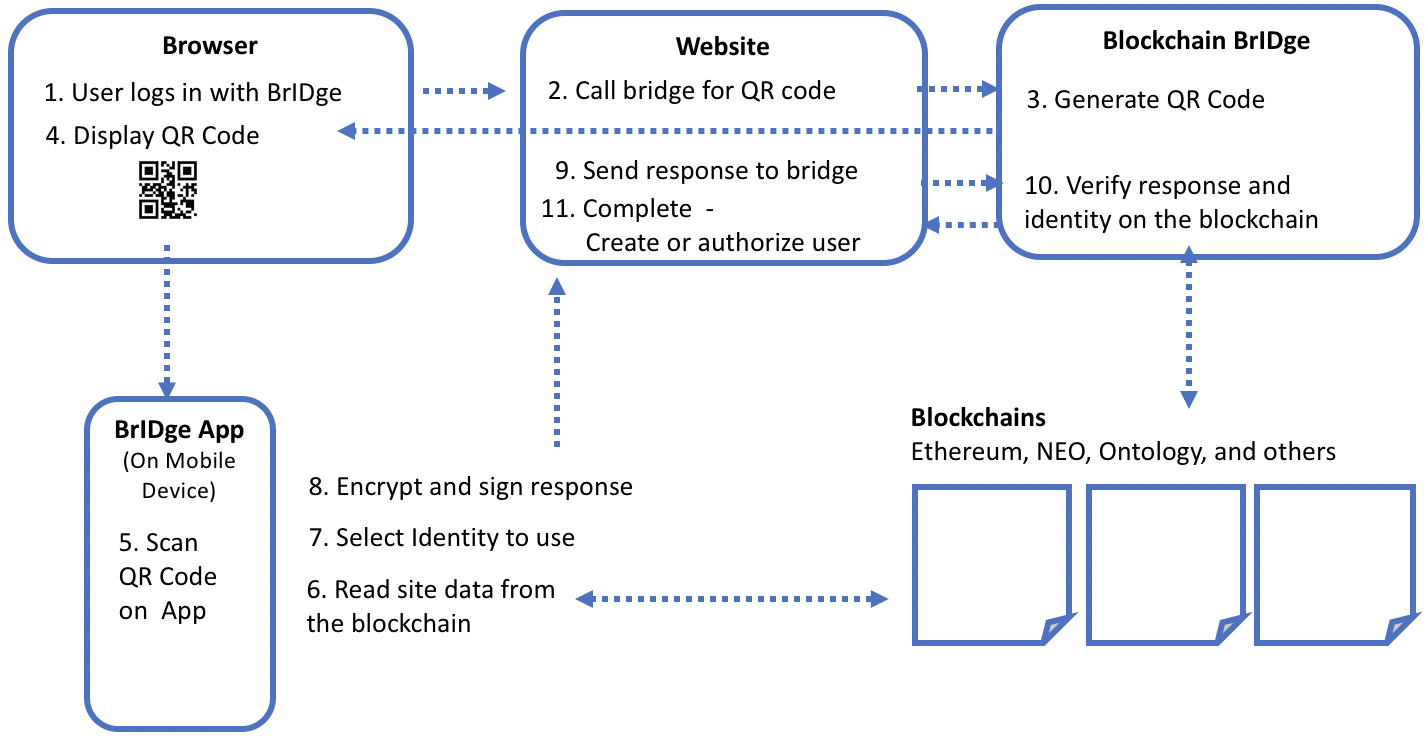 Browser
1. User logs in with BrIDge
4. Display QR Code
Website
2. Call bridge for QR code
9. Send response to bridge
11. Complete -
Create or authorize user
Blockchain BrIDge
3. Generate QR Code
10. Verify response and
identity on the blockchain
BrIDge App
(On Mobile
Device)
5. Scan
QR Code
on App
8. Encrypt and sign response
7. Select Identity to use
6. Read site data from
the blockchain
Blockchains
Ethereum, NEO, Ontology, and others